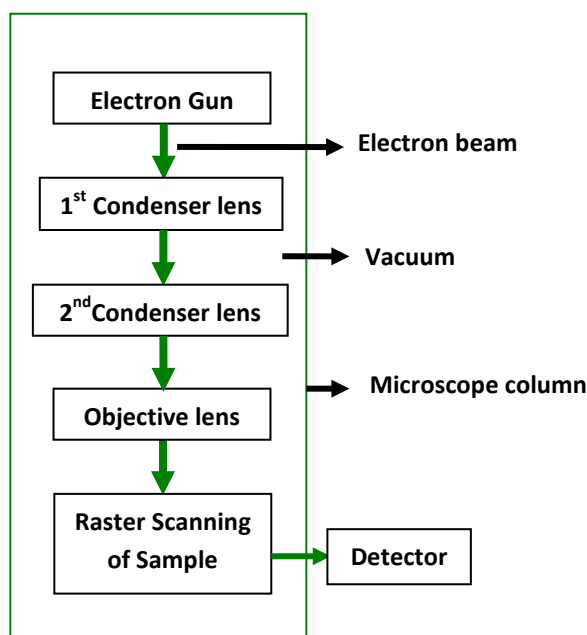 Electron Gun
Electron beam
1st Condenser lens
Vacuum
2nd Condenser lens
Microscope column
Objective lens
Raster Scanning
of Sample
Detector